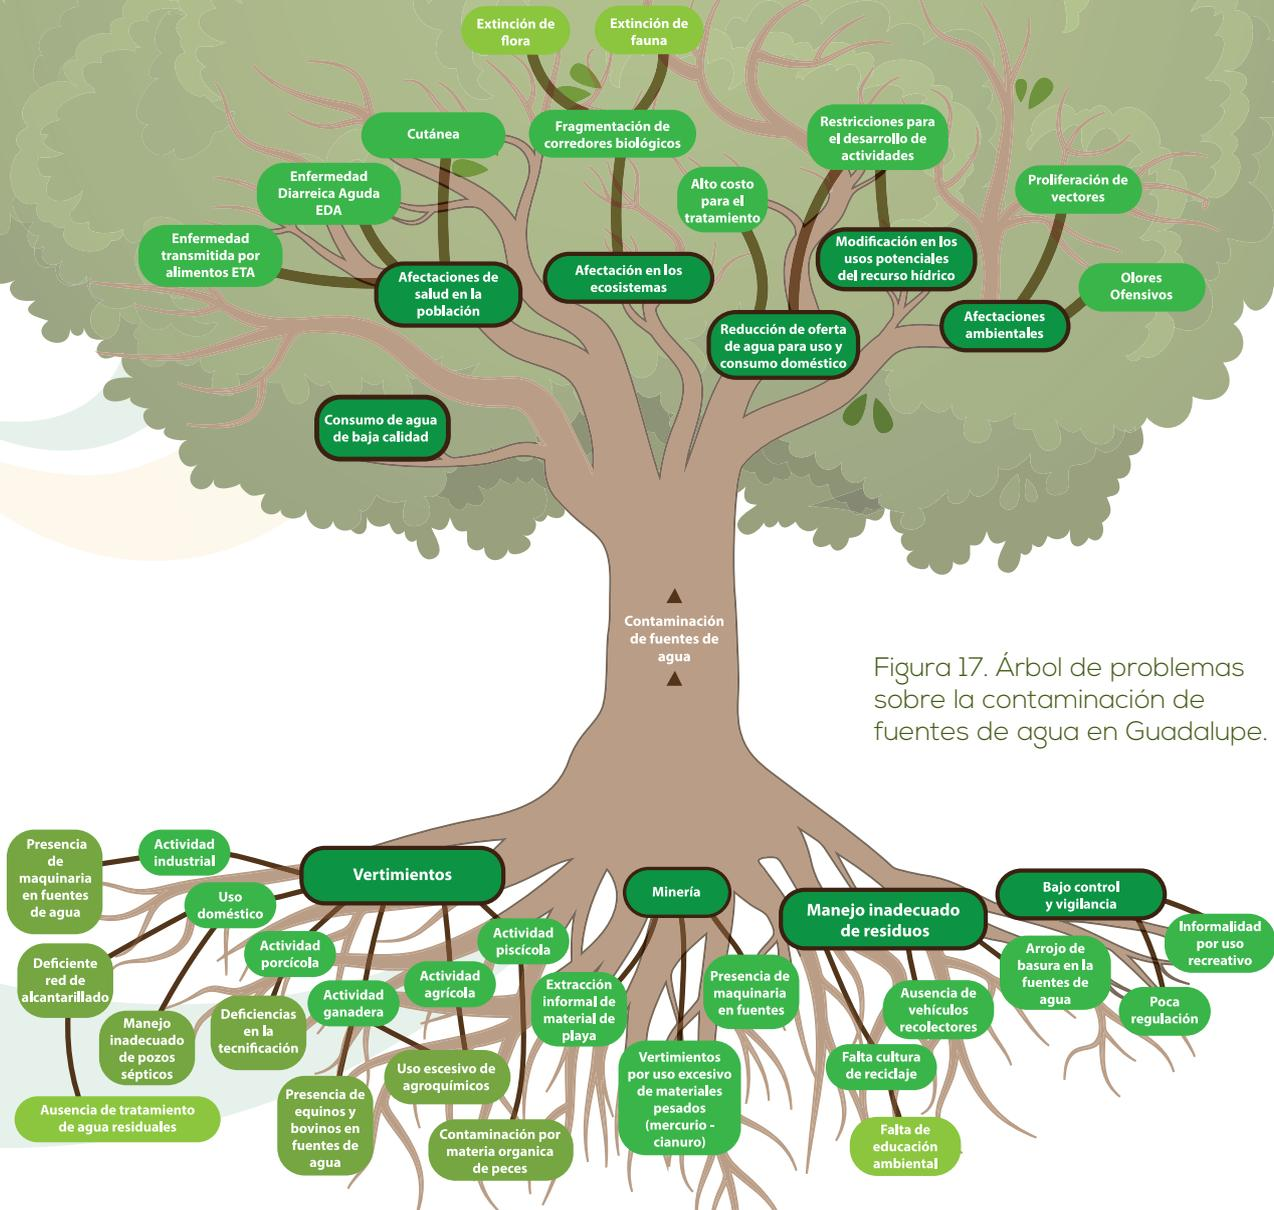 Extinción de
flora
Extinción de
fauna
Cutánea
Fragmentación de
corredores biológicos
Restricciones para
el desarrollo de
actividades
Enfermedad
Diarreica Aguda
EDA
Alto costo
para el
tratamiento
Proliferación de
vectores
Enfermedad
transmitida por
alimentos ETA
Afectaciones de
salud en la
población
Afectación en los
ecosistemas
Modificación en los
usos potenciales
del recurso hídrico
Olores
Ofensivos
Reducción de oferta
de agua para uso y
consumo doméstico
Afectaciones
ambientales
Consumo de agua
de baja calidad
Contaminación
de fuentes de
agua
Figura 17. Árbol de problemas
sobre la contaminación de
fuentes de agua en Guadalupe.
Presencia
de
maquinaria
en fuentes
de agua
Actividad
industrial
Vertimientos
Minería
Bajo control
y vigilancia
Uso
doméstico
Manejo inadecuado
de residuos
Actividad
porcícola
Actividad
piscícola
Informalidad
por uso
recreativo
Deficiente
red de
alcantarillado
Actividad
ganadera
Actividad
agrícola
Extracción
informal de
material de
playa
Presencia de
maquinaria
en fuentes
Ausencia de
vehículos
recolectores
Arrojo de
basura en la
fuentes de
agua
Poca
regulación
Manejo
inadecuado
de pozos
sépticos
Deficiencias
en la
tecnificación
Uso escesivo de
agroquímicos
Vertimientos
por uso excesivo
de materiales
pesados
(mercurio -
cianuro)
Falta cultura
de reciclaje
Ausencia de tratamiento
de agua residuales
Presencia de
equinos y
bovinos en
fuentes de
agua
Contaminación por
materia organica
de peces
Falta de
educación
ambiental